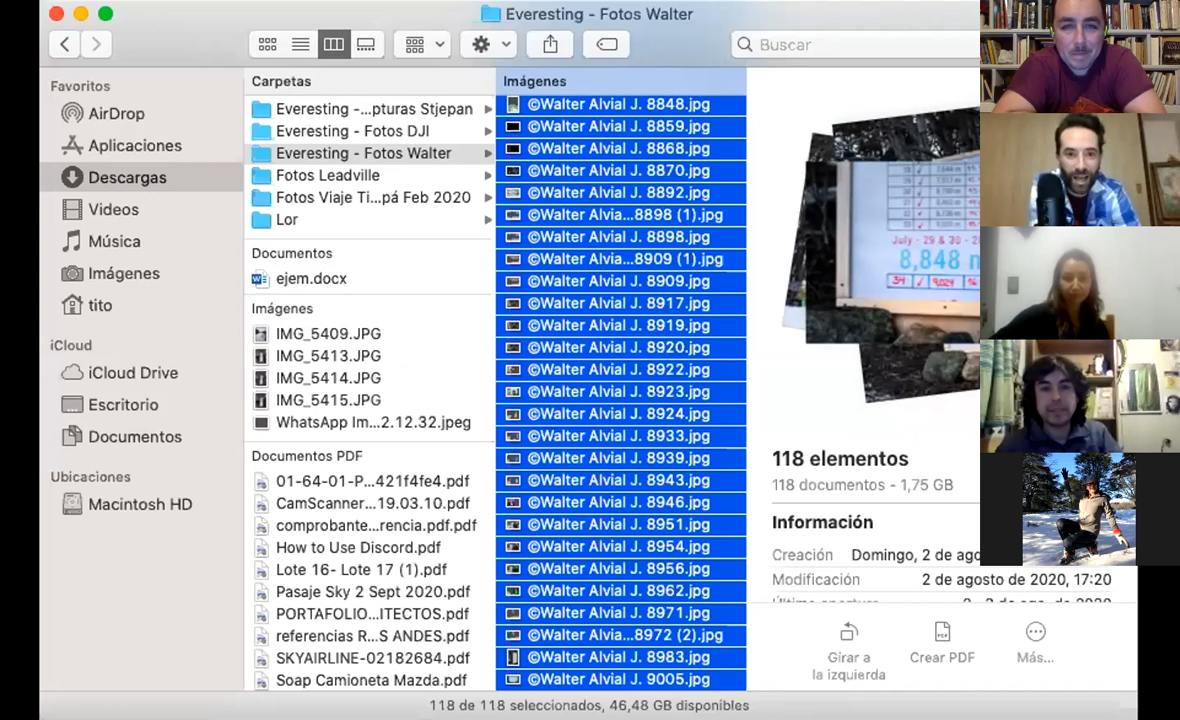 Everesting - Fotos Walter
Buscar
Favoritos
AirDrop
Aplicaciones
Descargas
Videos
Música
Imágenes
tito
iCloud
iCloud Drive
Escritorio
Documentos
Ubicaciones
Macintosh HD
Carpetas
Everesting -...pturas Stjepan
Everesting - Fotos DJI
Everesting - Fotos Walter
Fotos Leadville
Fotos Viaje Ti...pá Feb 2020
Lor
Documentos
ejem.docx
Imágenes
IMG_5409.JPG
IMG_5413.JPG
IMG_5414.JPG
IMG_5415.JPG
WhatsApp Im...2.12.32.jpeg
Documentos PDF
01-64-01-P...421f4fe4.pdf
CamScanner...19.03.10.pdf
comprobante...rencia.pdf.pdf
How to Use Discord.pdf
Lote 16- Lote 17 (1).pdf
Pasaje Sky 2 Sept 2020.pdf
PORTAFOLIO...ITECTOS.pdf
referencias R...S ANDES.pdf
SKYAIRLINE-02182684.pdf
Soap Camioneta Mazda.pdf
Imágenes
©Walter Alvial J. 8848.jpg
©Walter Alvial J. 8859.jpg
©Walter Alvial J. 8868.jpg
©Walter Alvial J. 8870.jpg
©Walter Alvial J. 8892.jpg
©Walter Alvia...8898 (1).jpg
©Walter Alvial J. 8898.jpg
©Walter Alvia...8909 (1).jpg
©Walter Alvial J. 8909.jpg
©Walter Alvial J. 8917.jpg
©Walter Alvial J. 8919.jpg
©Walter Alvial J. 8920.jpg
©Walter Alvial J. 8922.jpg
©Walter Alvial J. 8923.jpg
©Walter Alvial J. 8924.jpg
©Walter Alvial J. 8933.jpg
©Walter Alvial J. 8939.jpg
©Walter Alvial J. 8943.jpg
©Walter Alvial J. 8946.jpg
©Walter Alvial J. 8951.jpg
©Walter Alvial J. 8954.jpg
©Walter Alvial J. 8956.jpg
©Walter Alvial J. 8962.jpg
©Walter Alvial J. 8971.jpg
©Walter Alvia...8972 (2).jpg
©Walter Alvial J. 8983.jpg
©Walter Alvial J. 9005.jpg
July - 29 & 30 - 2
8,848 m
34 9,024
118 elementos
118 documentos - 1,75 GB
Información
Creación Domingo, 2 de ago
Modificación 2 de agosto de 2020, 17:20
Girar a
la izquierda
Crear PDF
Más...
118 de 118 seleccionados, 46,48 GB disponibles